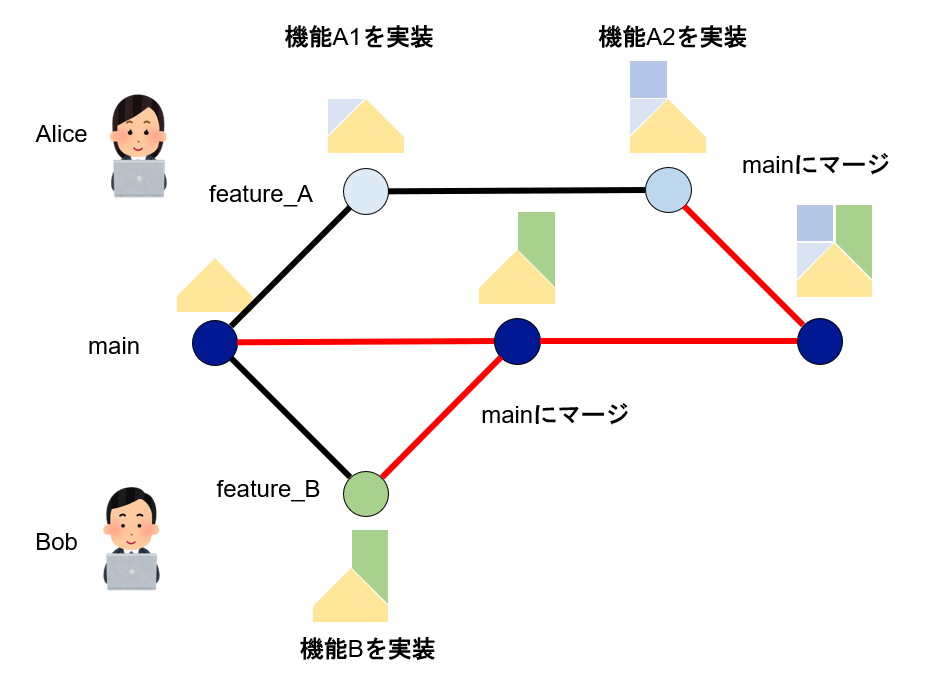 機能A1を実装
機能A2を実装
Alice
mainにマージ
feature_A
main
mainにマージ
feature_B
Bob
機能Bを実装